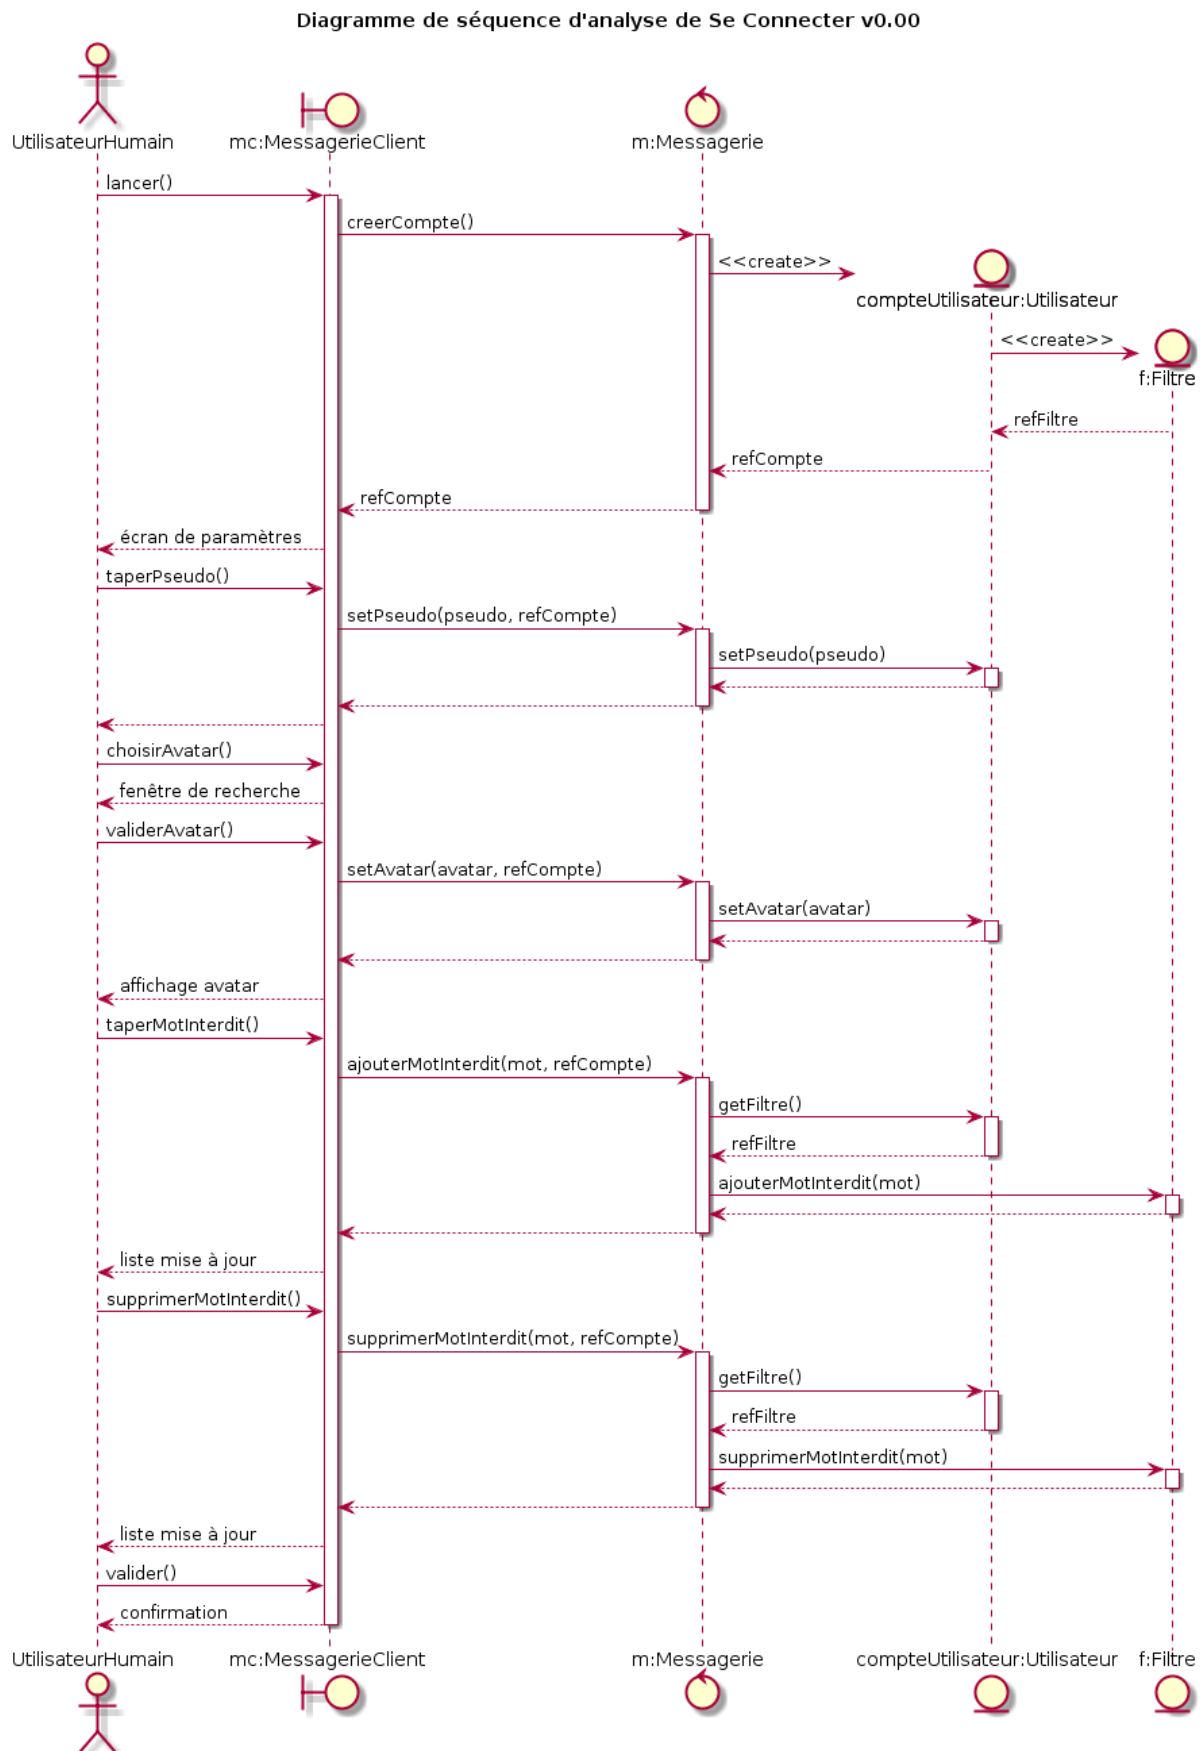 Diagramme de séquence d'analyse de Se Connecter v0.00
UtilisateurHumain
mc:MessagerieClient
m:Messagerie
lancer()
creerCompte()
<<create>>
compteUtilisateur:Utilisateur
<<create>>
f:Filtre
refFiltre
refCompte
refCompte
écran de paramètres
taperPseudo()
setPseudo(pseudo, refCompte)
setPseudo(pseudo)
choisirAvatar()
fenêtre de recherche
validerAvatar()
setAvatar(avatar, refCompte)
setAvatar(avatar)
affichage avatar
taperMotInterdit()
ajouterMotInterdit(mot, refCompte)
getFiltre()
refFiltre
ajouterMotInterdit(mot)
liste mise à jour
supprimerMotInterdit()
supprimerMotInterdit(mot, refCompte)
getFiltre()
refFiltre
supprimerMotInterdit(mot)
liste mise à jour
valider()
confirmation
UtilisateurHumain
mc:MessagerieClient
m:Messagerie
compteUtilisateur:Utilisateur
f:Filtre